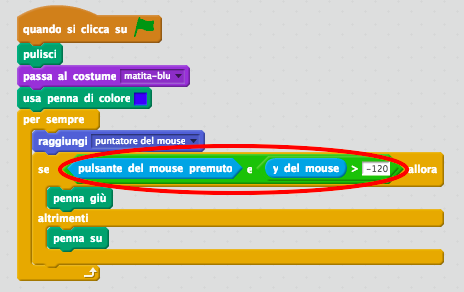 quando si clicca su
pulisci
passa al costume matita-blu
usa penna di colore
per sempre
raggiungi puntatore del mouse
se pulsante del mouse premuto e y del mouse > -120 allora
penna giù
altrimenti
penna su